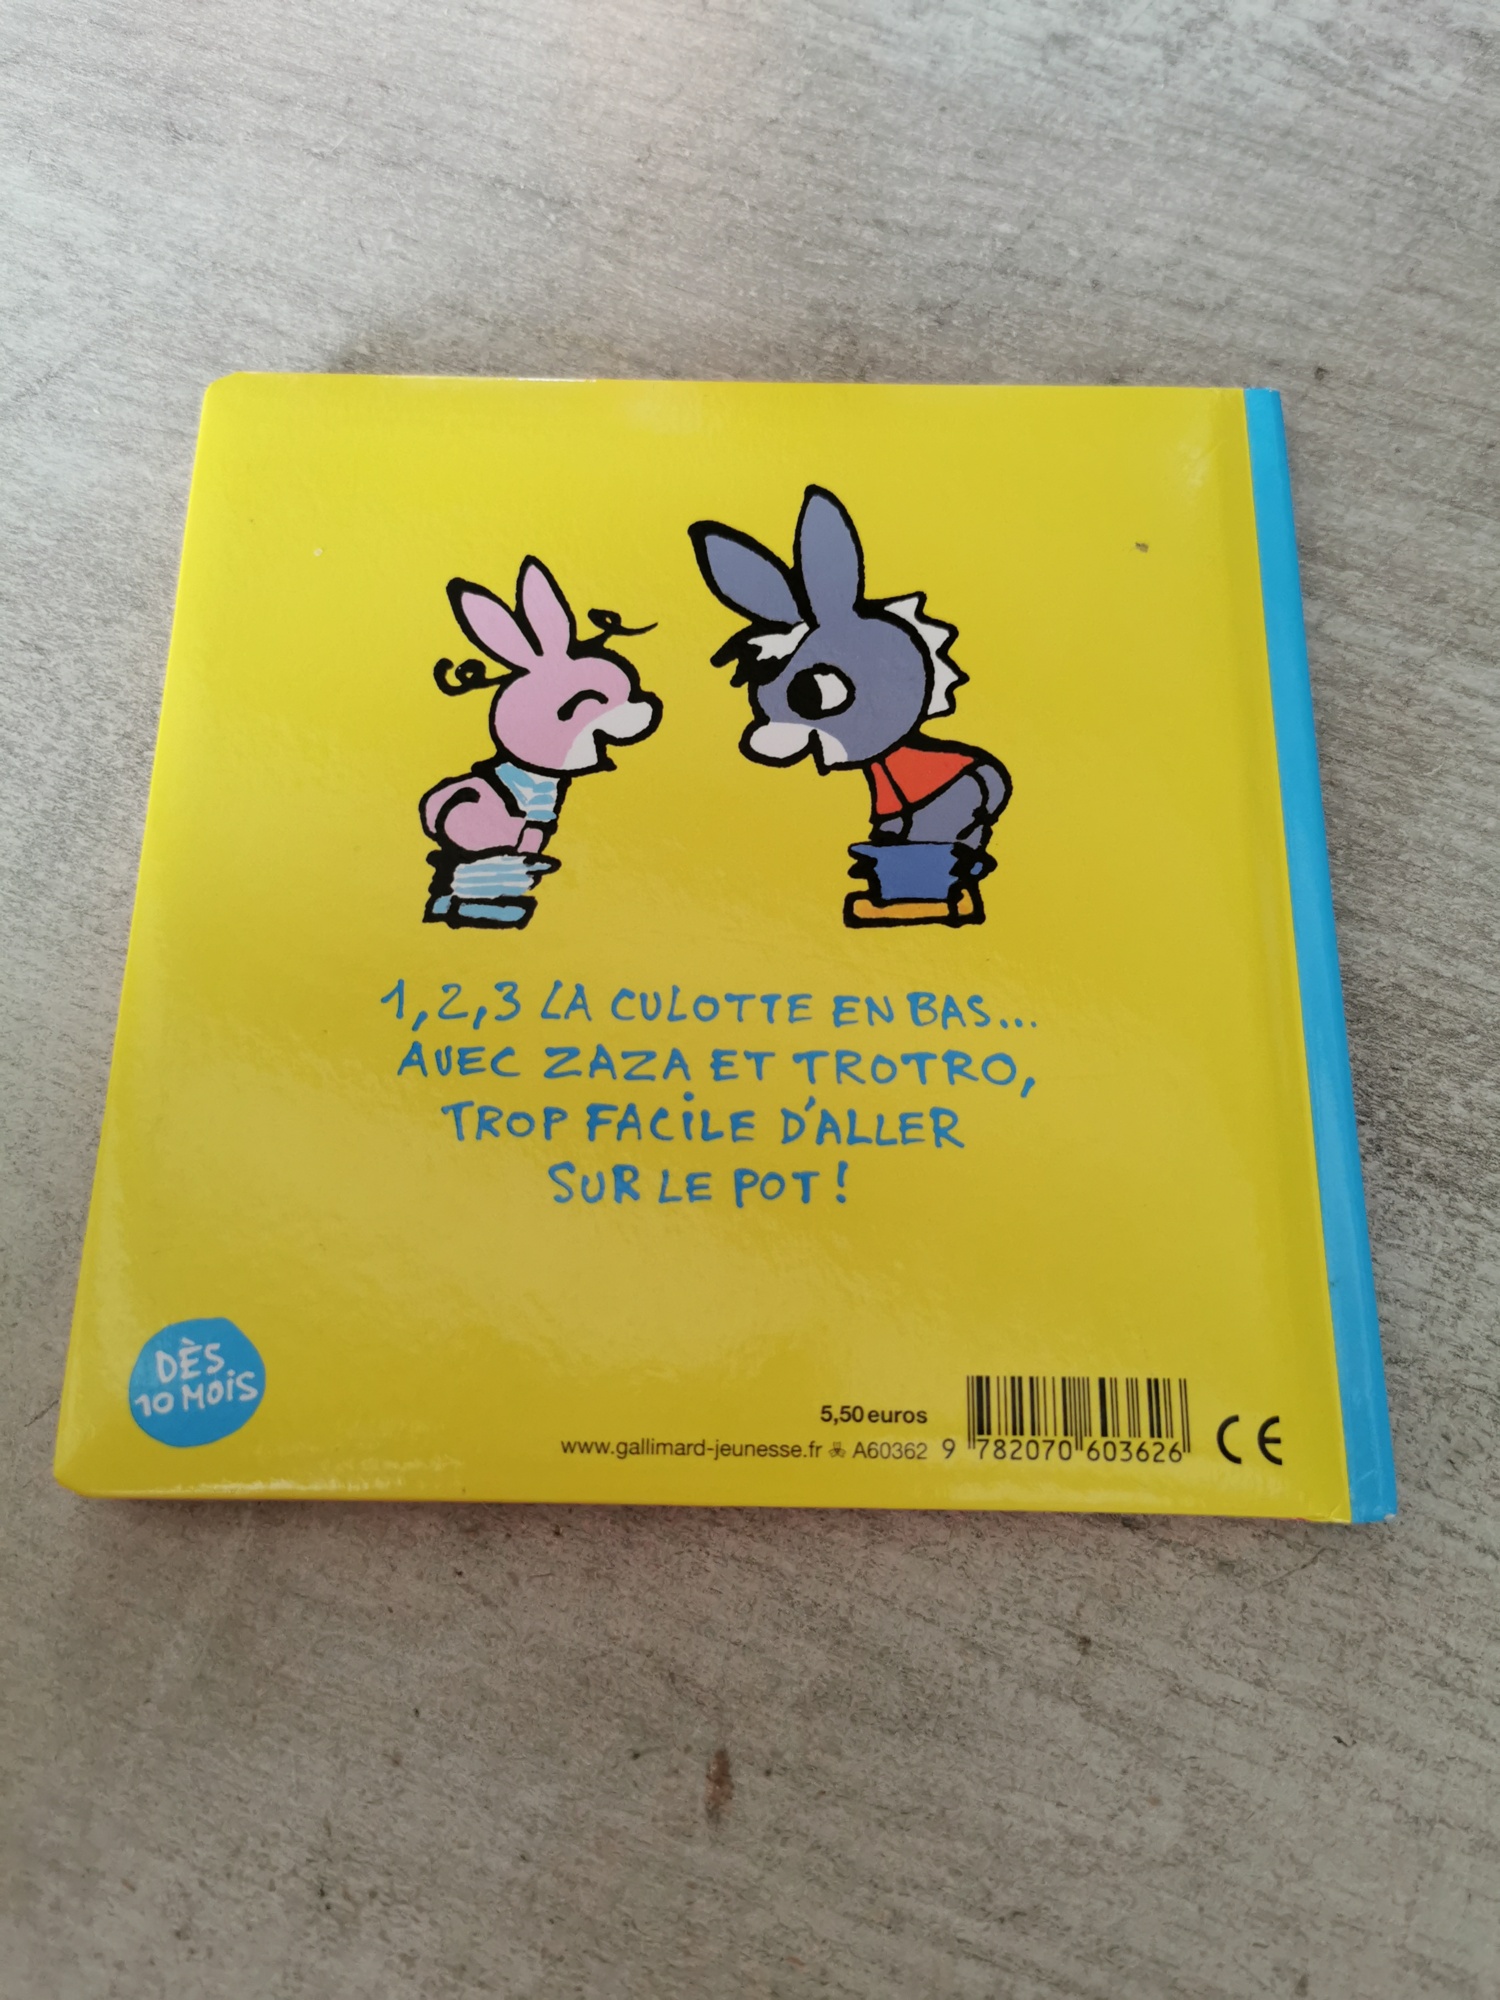 1, 2, 3 LA CULOTTE EN BAS...
AVEC ZAZA ET TROTRO,
TROP FACILE D'ALLER
SUR LE POT !
DÈS
10 MOIS
5,50 euros
www.gallimard-jeunesse.fr A60362 9 782070 603626
CE